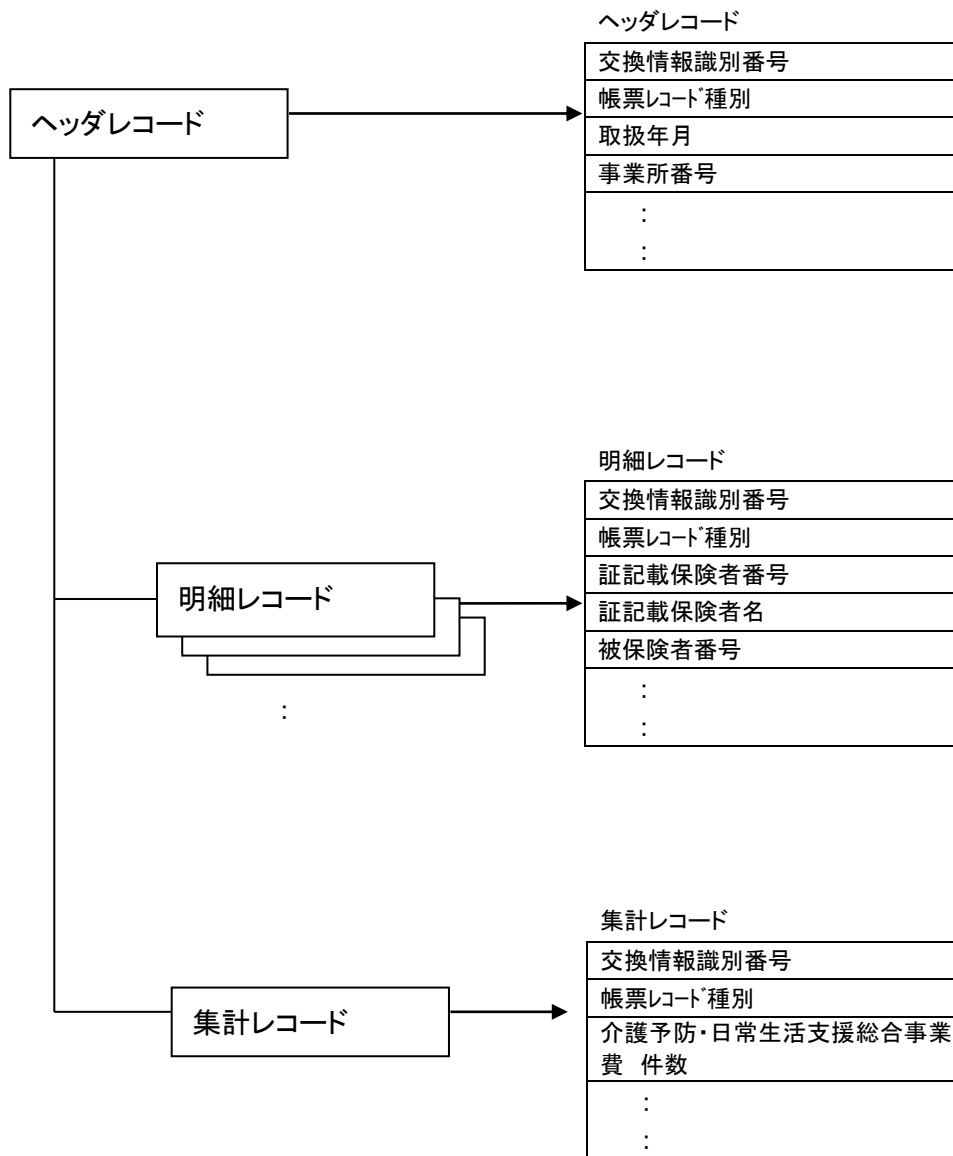 ヘッダレコード
交換情報識別番号
帳票ﾚｺｰﾄﾞ種別
取扱年月
事業所番号
:
:
ヘッダレコード
明細レコード
交換情報識別番号
帳票ﾚｺｰﾄﾞ種別
証記載保険者番号
証記載保険者名
被保険者番号
:
:
明細レコード
:
集計レコード
交換情報識別番号
帳票ﾚｺｰﾄﾞ種別
介護予防・日常生活支援総合事業
費 件数
:
:
集計レコード